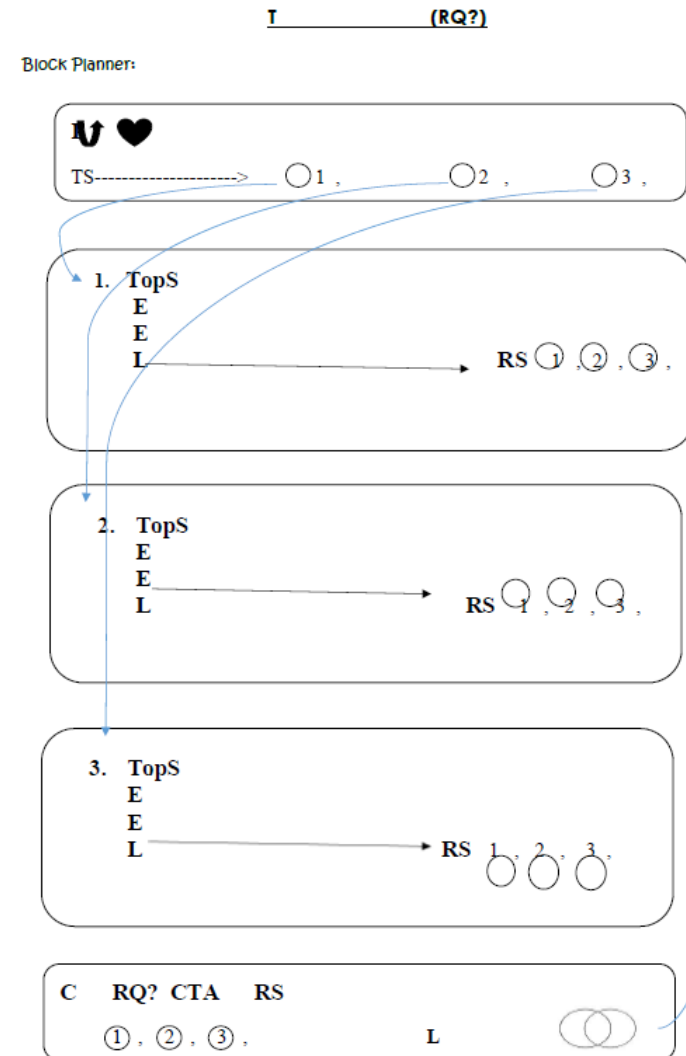 T (RQ?)
Block Planner:
I
TS---------------------> 1 , 2 , 3 ,
1. TopS
E
E
L RS 1 , 2 , 3 ,
2. TopS
E
E
L RS 1 , 2 , 3 ,
3. TopS
E
E
L RS 1 , 2 , 3 ,
C RQ? CTA RS
1 , 2 , 3 , L